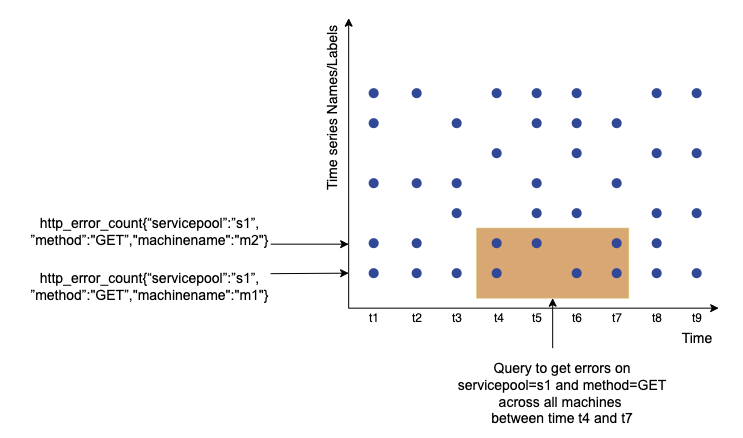 Time series Names/Labels
http_error_count{“servicepool”:”s1”,
”method”:"GET”,"machinename":"m2"}
http_error_count{“servicepool”:”s1”,
”method”:"GET”,"machinename":"m1"}
t1 t2 t3 t4 t5 t6 t7 t8 t9
Time
Query to get errors on
servicepool=s1 and method=GET
across all machines
between time t4 and t7